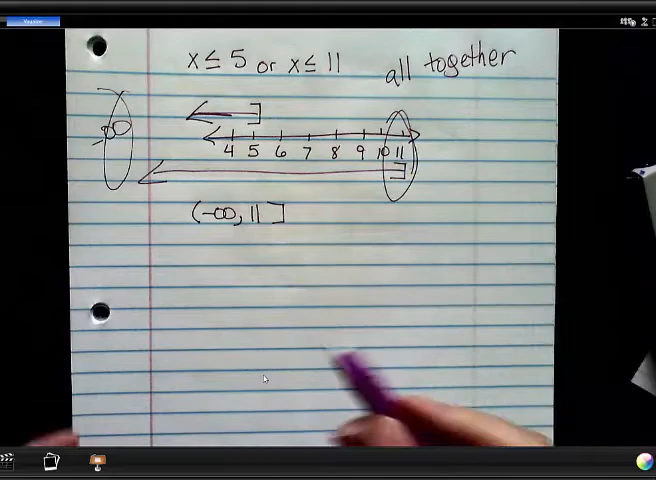 x ≤ 5 or x ≤ 11 all together
-∞
4 5 6 7 8 9 10 11
(-∞, 11]